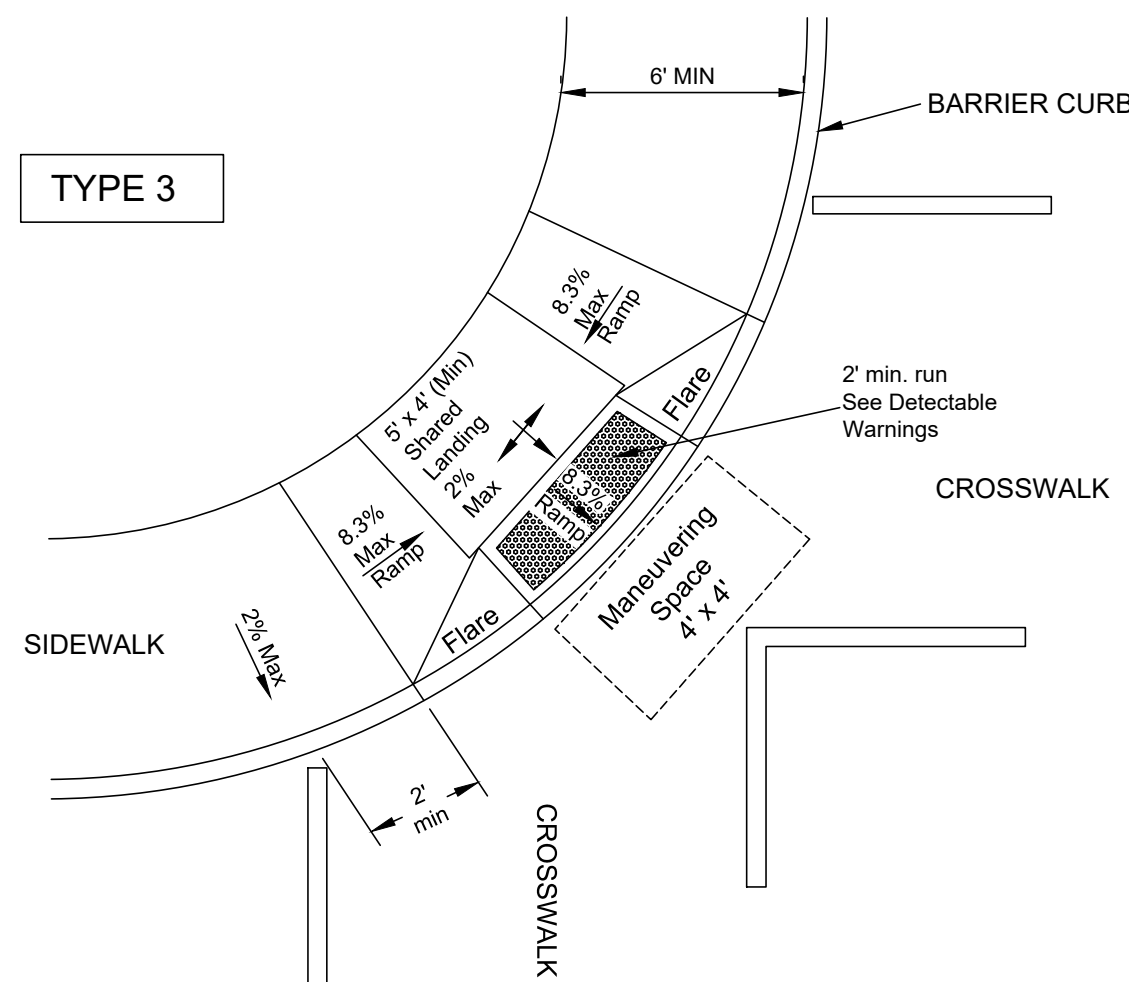 6' MIN
BARRIER CURB
TYPE 3
8.3%
Max
Ramp
2' min. run
See Detectable
Warnings
Flare
5' x 4' (Min)
Shared
Landing
2%
Max
CROSSWALK
8.3%
Ramp
8.3%
Max
Ramp
Maneuvering
Space
4' x 4'
Flare
SIDEWALK
2% Max
2'
min
CROSSWALK